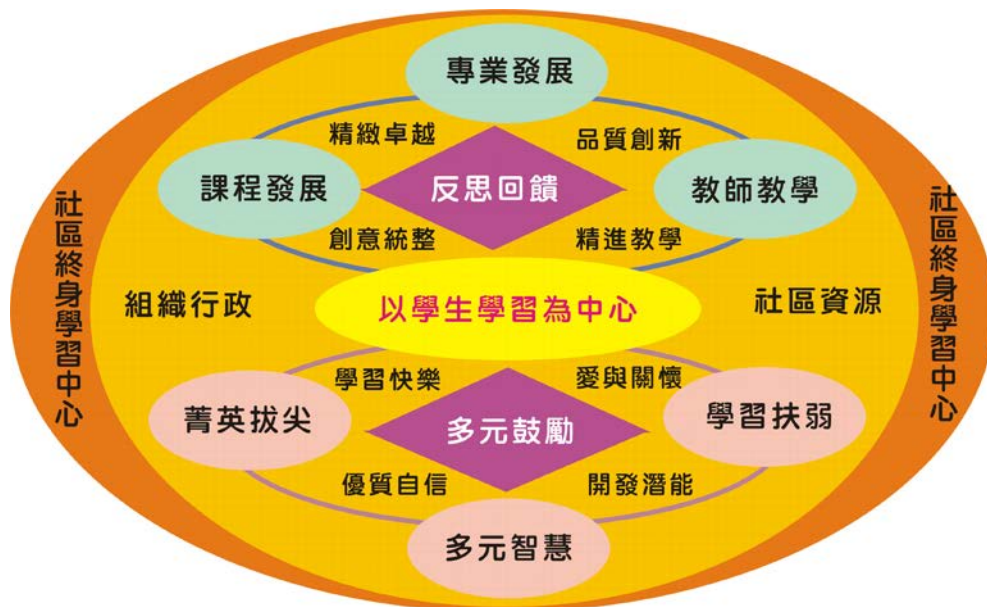 專業發展
精緻卓越
品質創新
課程發展
反思回饋
教師教學
創意統整
精進教學
社區終身學習中心
組織行政
以學生學習為中心
社區資源
社區終身學習中心
學習快樂
愛與關懷
菁英拔尖
多元鼓勵
學習扶弱
優質自信
開發潛能
多元智慧